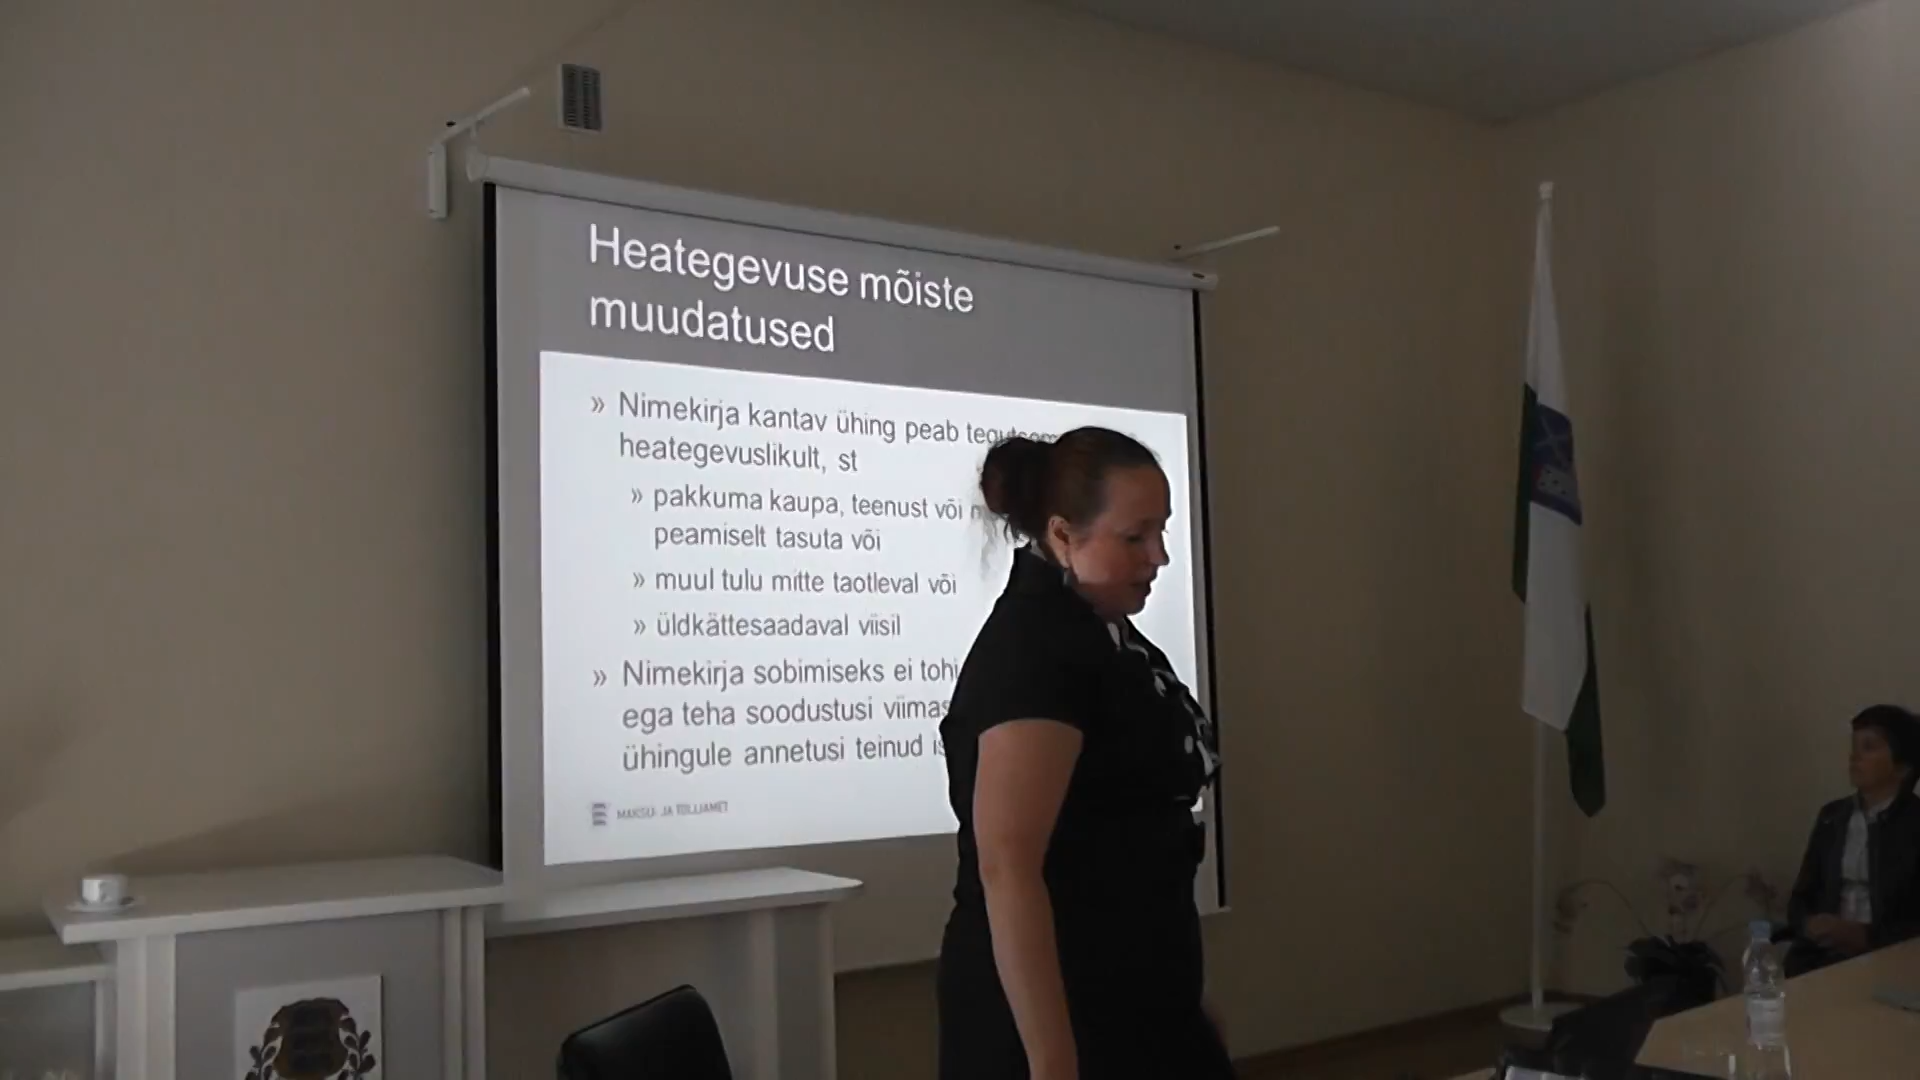 Heategevuse mõiste
muudatused
» Nimekirja kantav ühing peab
heategevuslikult, st
» pakkuma kaupa, teenust või
peamiselt tasuta või
» muul tulu mitte taotleval või
» üldkättesaadaval viisil
» Nimekirja sobimiseks ei tohi
ega teha soodustusi
ühingule annetusi teinud
MAKSU- JA TOLLIAMET